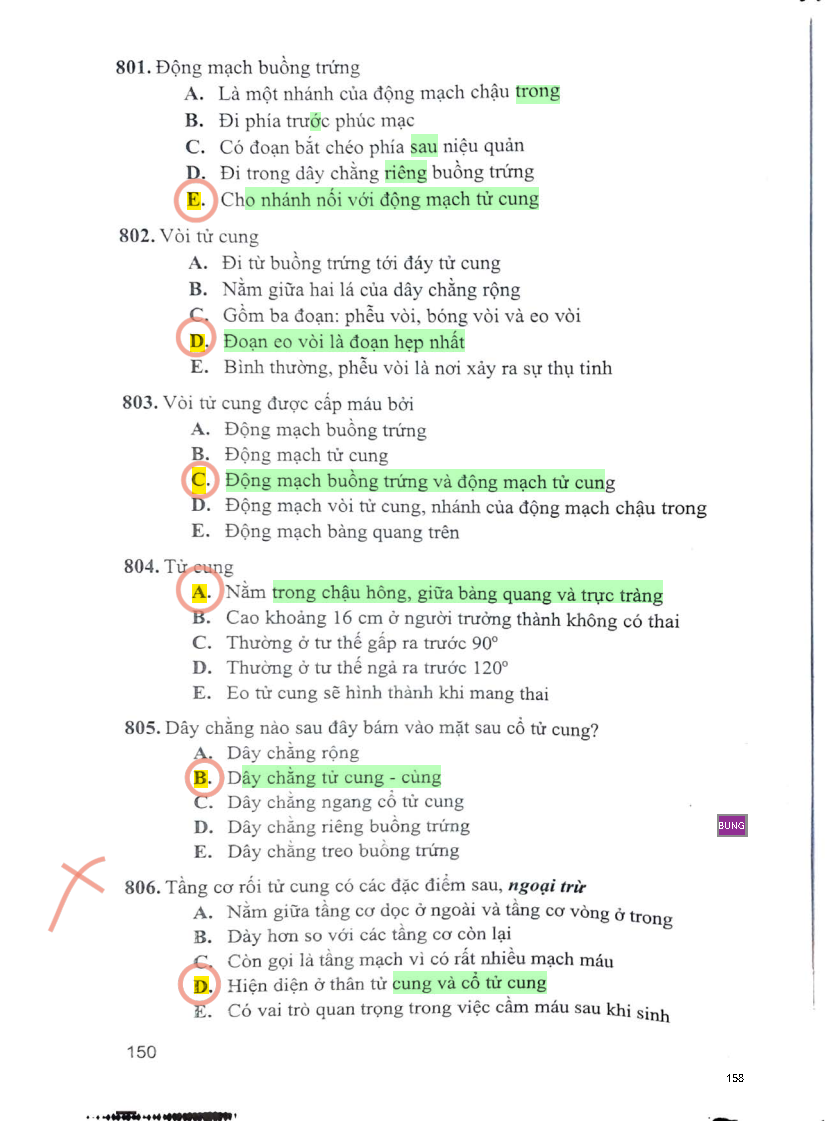 801. Động mạch buồng trứng
A. Là một nhánh của động mạch chậu trong
B. Đi phía trước phúc mạc
C. Có đoạn bắt chéo phía sau niệu quản
D. Đi trong dây chằng riêng buồng trứng
E. Cho nhánh nối với động mạch tử cung
802. Vòi tử cung
A. Đi từ buồng trứng tới đáy tử cung
B. Nằm giữa hai lá của dây chằng rộng
C. Gồm ba đoạn: phễu vòi, bóng vòi và eo vòi
D. Đoạn eo vòi là đoạn hẹp nhất
E. Bình thường, phễu vòi là nơi xảy ra sự thụ tinh
803. Vòi tử cung được cấp máu bởi
A. Động mạch buồng trứng
B. Động mạch tử cung
C. Động mạch buồng trứng và động mạch tử cung
D. Động mạch vòi tử cung, nhánh của động mạch chậu trong
E. Động mạch bàng quang trên
804. Tử cung
A. Nằm trong chậu hông, giữa bàng quang và trực tràng
B. Cao khoảng 16 cm ở người trưởng thành không có thai
C. Thường ở tư thế gấp ra trước 90º
D. Thường ở tư thế ngả ra trước 120º
E. Eo tử cung sẽ hình thành khi mang thai
805. Dây chằng nào sau đây bám vào mặt sau cổ tử cung?
A. Dây chằng rộng
B. Dây chằng tử cung - cùng
C. Dây chằng ngang cổ tử cung
D. Dây chằng riêng buồng trứng
E. Dây chằng treo buồng trứng
BUNG
806. Tầng cơ rối tử cung có các đặc điểm sau, ngoại trừ
A. Nằm giữa tầng cơ dọc ở ngoài và tầng cơ vòng ở trong
B. Dày hơn so với các tầng cơ còn lại
C. Còn gọi là tầng mạch vì có rất nhiều mạch máu
D. Hiện diện ở thân tử cung và cổ tử cung
E. Có vai trò quan trọng trong việc cầm máu sau khi sinh
150
158